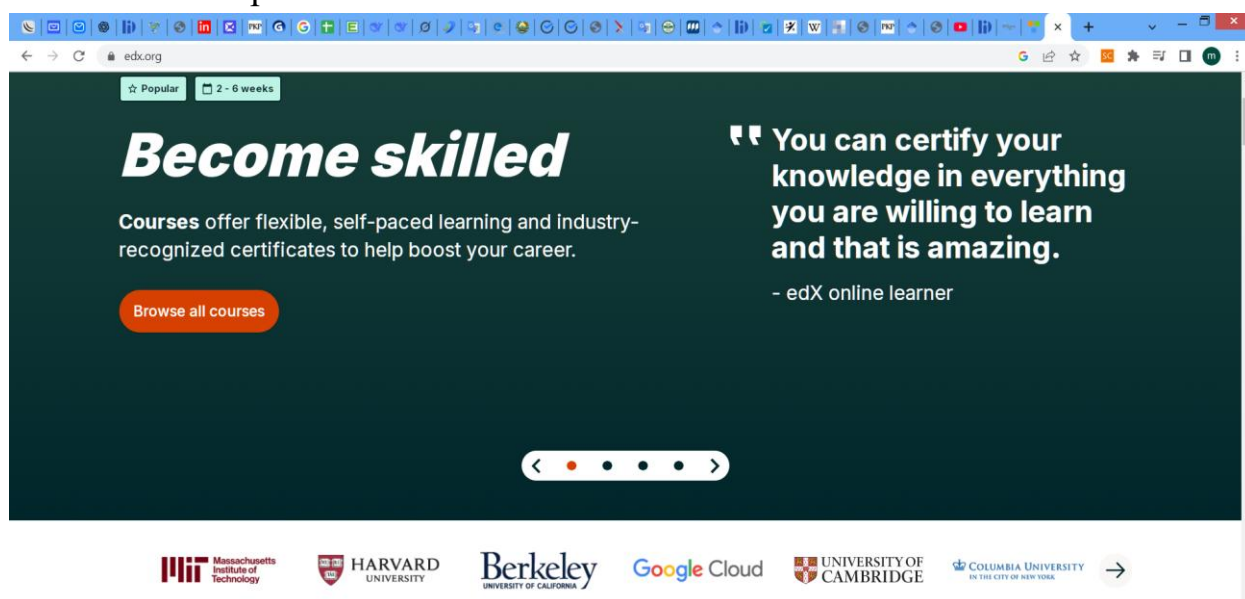 edx.org
Popular
2 - 6 weeks
Become skilled
Courses offer flexible, self-paced learning and industry-
recognized certificates to help boost your career.
Browse all courses
" You can certify your
knowledge in everything
you are willing to learn
and that is amazing.
- edX online learner
Massachusetts
Institute of
Technology
HARVARD
UNIVERSITY
Berkeley
UNIVERSITY OF CALIFORNIA
Google Cloud
UNIVERSITY OF
CAMBRIDGE
COLUMBIA UNIVERSITY
IN THE CITY OF NEW YORK